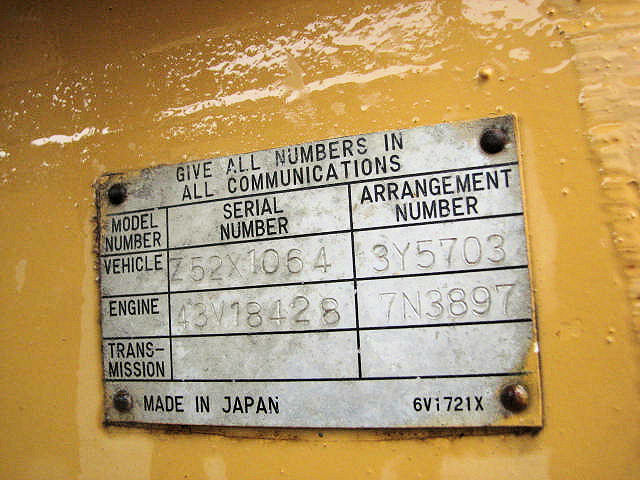 GIVE ALL NUMBERS IN
ALL COMMUNICATIONS
MODEL NUMBER SERIAL NUMBER ARRANGEMENT NUMBER
VEHICLE Z52X1064 3Y5703
ENGINE 43V18428 7N3897
TRANS-
MISSION
MADE IN JAPAN 6V1721X